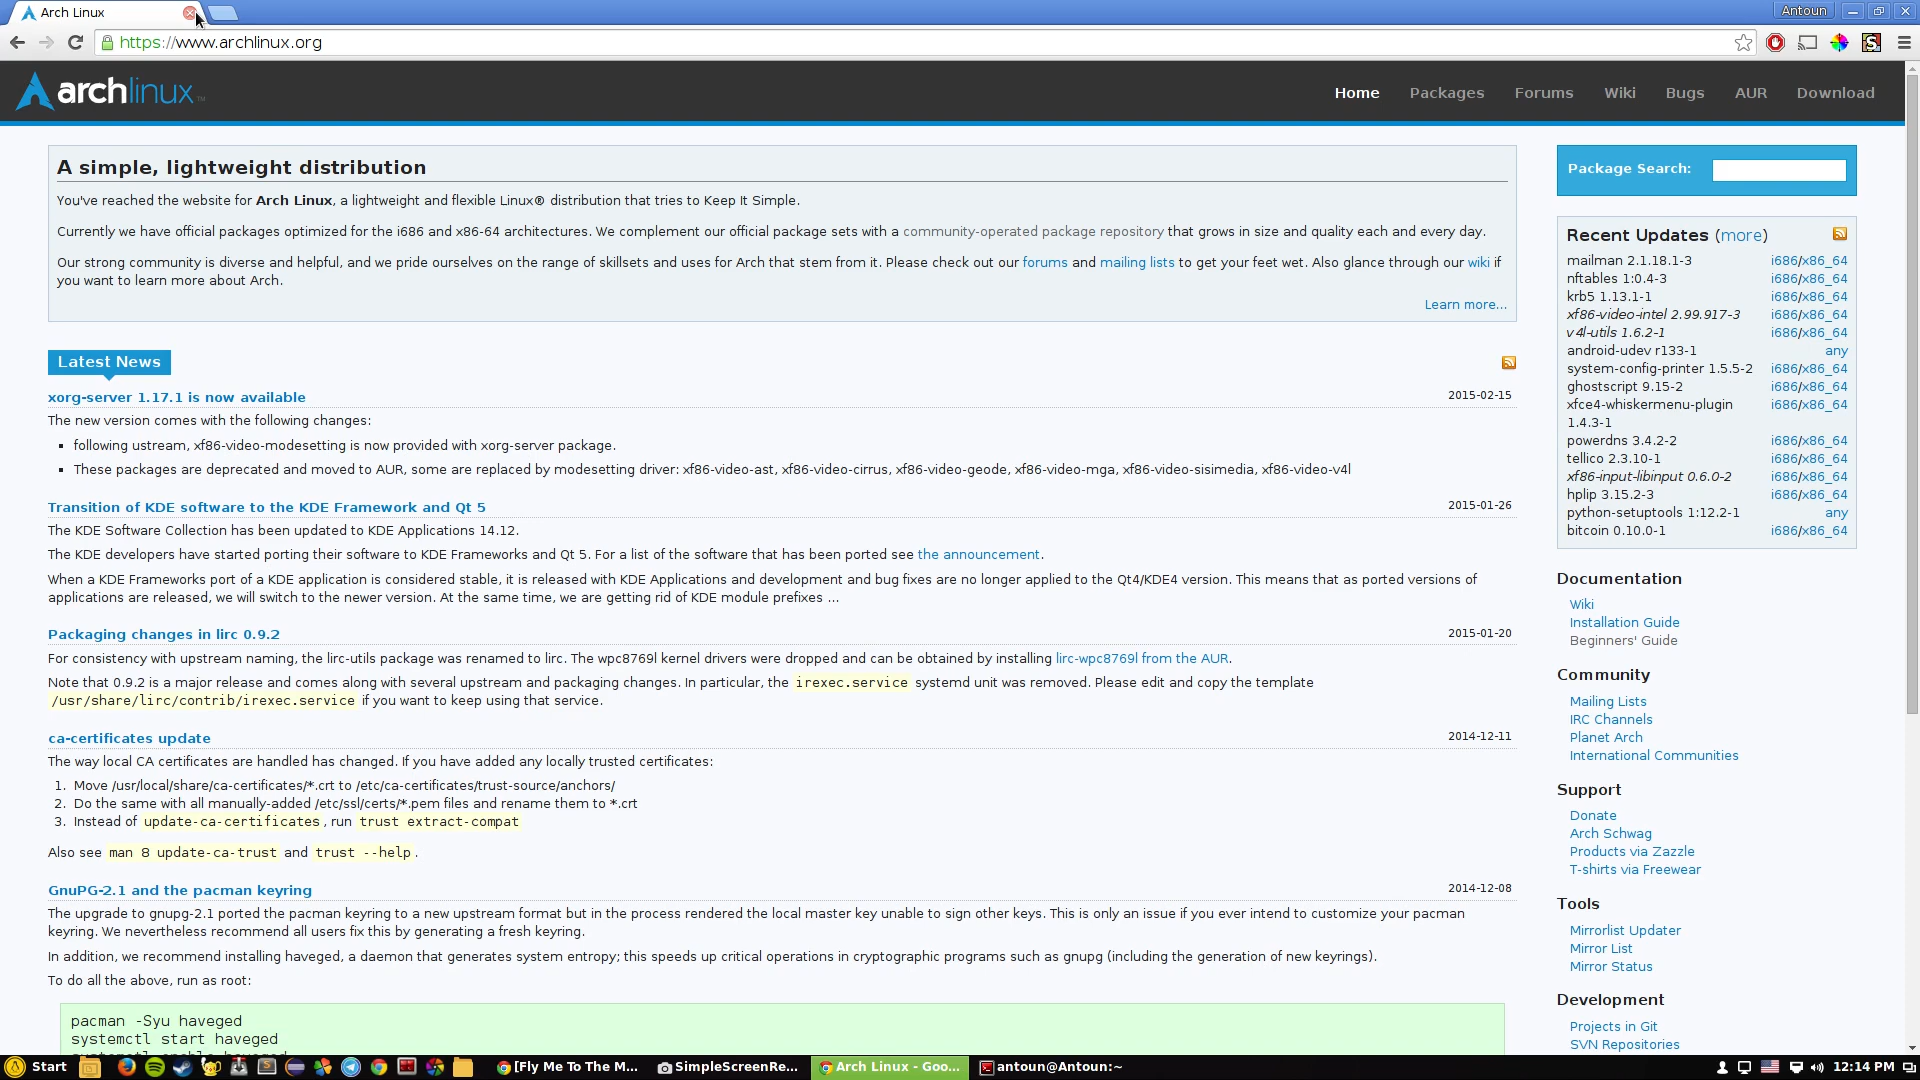 Arch Linux
Antoun
https://www.archlinux.org
archlinux™
Home Packages Forums Wiki Bugs AUR Download
A simple, lightweight distribution
You've reached the website for Arch Linux, a lightweight and flexible Linux® distribution that tries to Keep It Simple.
Currently we have official packages optimized for the i686 and x86-64 architectures. We complement our official package sets with a community-operated package repository that grows in size and quality each and every day.
Our strong community is diverse and helpful, and we pride ourselves on the range of skillsets and uses for Arch that stem from it. Please check out our forums and mailing lists to get your feet wet. Also glance through our wiki if
you want to learn more about Arch.
Learn more...
Latest News
xorg-server 1.17.1 is now available 2015-02-15
The new version comes with the following changes:
▪ following ustream, xf86-video-modesetting is now provided with xorg-server package.
▪ These packages are deprecated and moved to AUR, some are replaced by modesetting driver: xf86-video-ast, xf86-video-cirrus, xf86-video-geode, xf86-video-mga, xf86-video-sisimedia, xf86-video-v4l
Transition of KDE software to the KDE Framework and Qt 5 2015-01-26
The KDE Software Collection has been updated to KDE Applications 14.12.
The KDE developers have started porting their software to KDE Frameworks and Qt 5. For a list of the software that has been ported see the announcement.
When a KDE Frameworks port of a KDE application is considered stable, it is released with KDE Applications and development and bug fixes are no longer applied to the Qt4/KDE4 version. This means that as ported versions of
applications are released, we will switch to the newer version. At the same time, we are getting rid of KDE module prefixes ...
Packaging changes in lirc 0.9.2 2015-01-20
For consistency with upstream naming, the lirc-utils package was renamed to lirc. The wpc8769l kernel drivers were dropped and can be obtained by installing lirc-wpc8769l from the AUR.
Note that 0.9.2 is a major release and comes along with several upstream and packaging changes. In particular, the irexec.service systemd unit was removed. Please edit and copy the template
/usr/share/lirc/contrib/irexec.service if you want to keep using that service.
ca-certificates update 2014-12-11
The way local CA certificates are handled has changed. If you have added any locally trusted certificates:
1. Move /usr/local/share/ca-certificates/*.crt to /etc/ca-certificates/trust-source/anchors/
2. Do the same with all manually-added /etc/ssl/certs/*.pem files and rename them to *.crt
3. Instead of update-ca-certificates, run trust extract-compat
Also see man 8 update-ca-trust and trust --help.
GnuPG-2.1 and the pacman keyring 2014-12-08
The upgrade to gnupg-2.1 ported the pacman keyring to a new upstream format but in the process rendered the local master key unable to sign other keys. This is only an issue if you ever intend to customize your pacman
keyring. We nevertheless recommend all users fix this by generating a fresh keyring.
In addition, we recommend installing haveged, a daemon that generates system entropy; this speeds up critical operations in cryptographic programs such as gnupg (including the generation of new keyrings).
To do all the above, run as root:
pacman -Syu haveged
systemctl start haveged
Package Search:
Recent Updates (more)
mailman 2.1.18.1-3 i686/x86_64
nftables 1:0.4-3 i686/x86_64
krb5 1.13.1-1 i686/x86_64
xf86-video-intel 2.99.917-3 i686/x86_64
v4l-utils 1.6.2-1 i686/x86_64
android-udev r133-1 any
system-config-printer 1.5.5-2 i686/x86_64
ghostscript 9.15-2 i686/x86_64
xfce4-whiskermenu-plugin i686/x86_64
1.4.3-1
powerdns 3.4.2-2 i686/x86_64
tellico 2.3.10-1 i686/x86_64
xf86-input-libinput 0.6.0-2 i686/x86_64
hplip 3.15.2-3 i686/x86_64
python-setuptools 1:12.2-1 any
bitcoin 0.10.0-1 i686/x86_64
Documentation
Wiki
Installation Guide
Beginners' Guide
Community
Mailing Lists
IRC Channels
Planet Arch
International Communities
Support
Donate
Arch Schwag
Products via Zazzle
T-shirts via Freewear
Tools
Mirrorlist Updater
Mirror List
Mirror Status
Development
Projects in Git
SVN Repositories
Start [Fly Me To The M... SimpleScreenRe... Arch Linux - Goo... antoun@Antoun:~ 12:14 PM